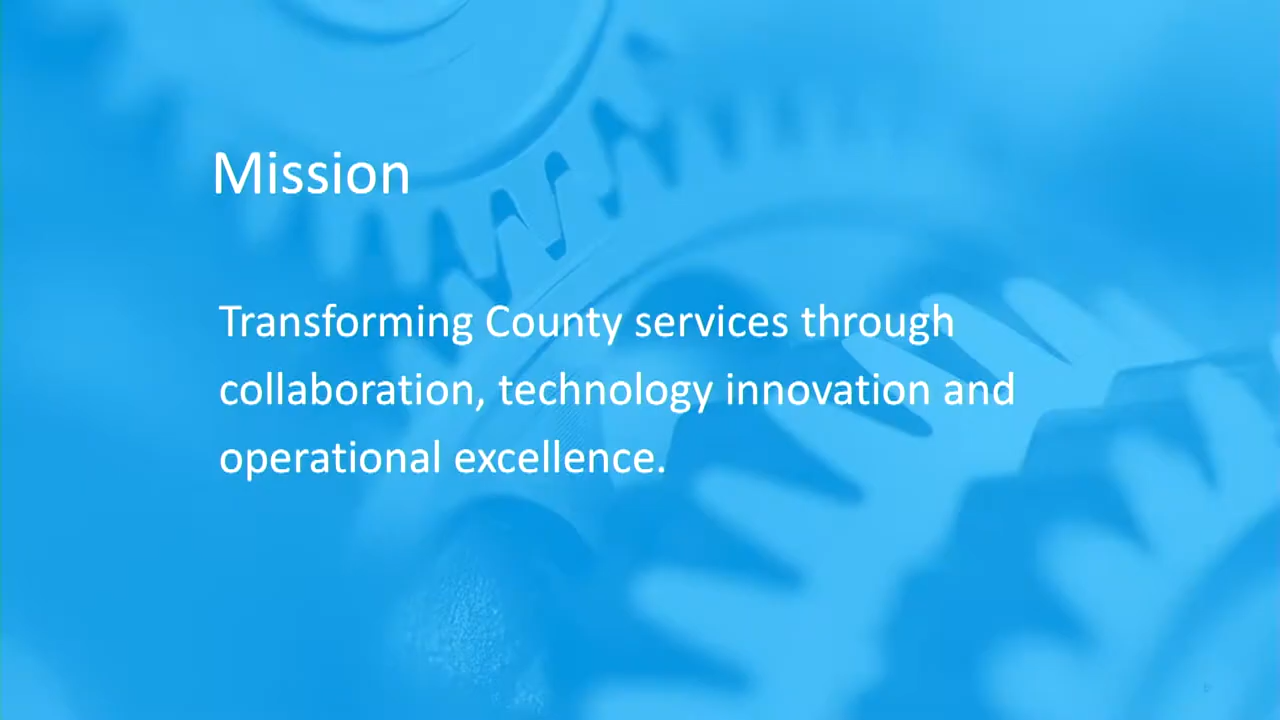 Mission
Transforming County services through
collaboration, technology innovation and
operational excellence.